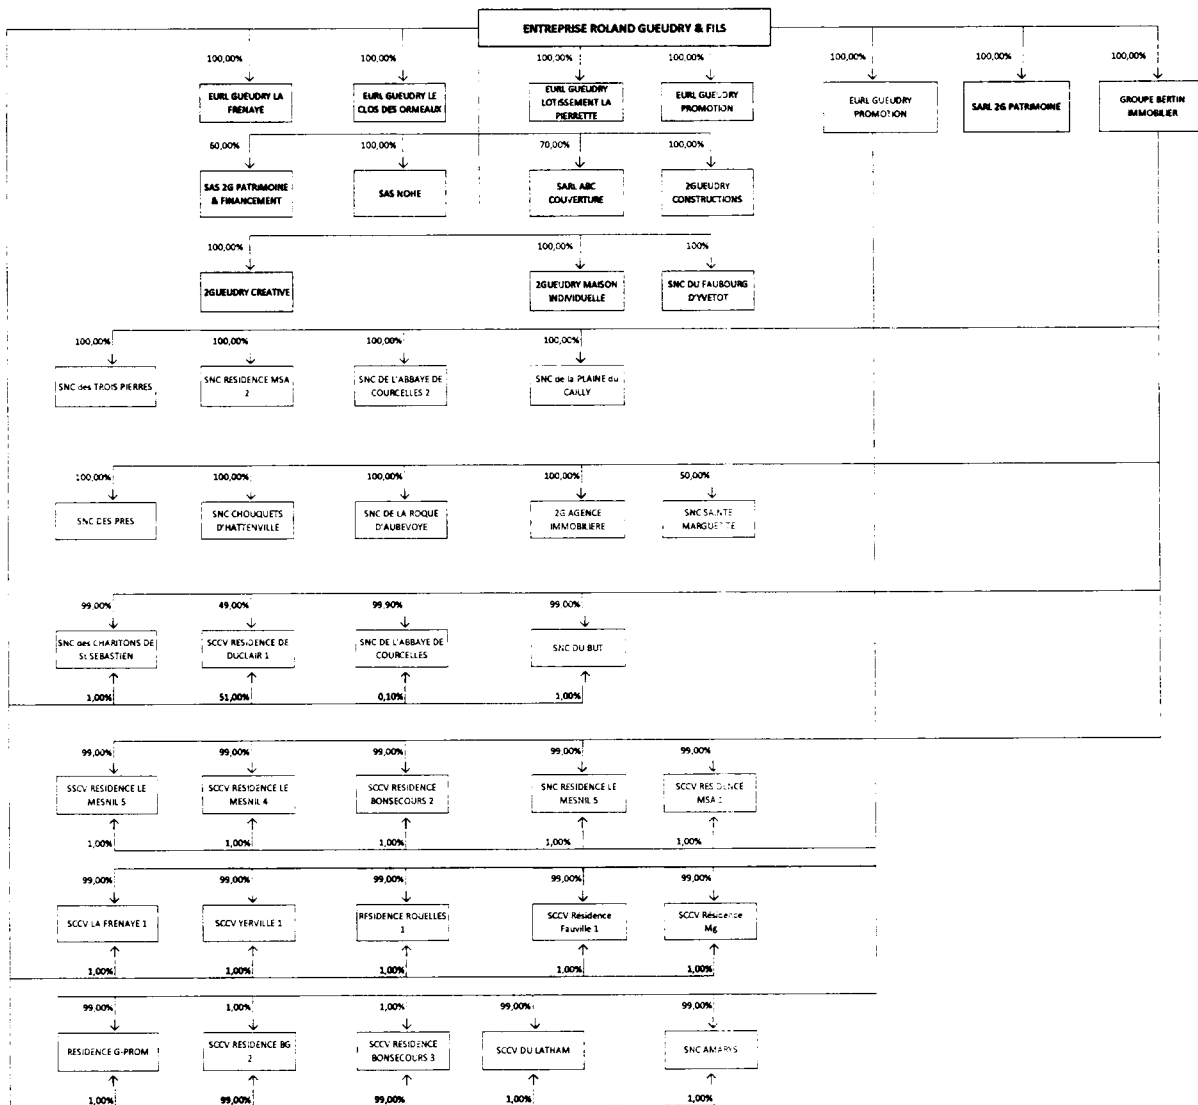 ENTREPRISE ROLAND GUEUDRY & FILS
100,00% 100,00% 100,00% 100,00% 100,00% 100,00% 100,00%
EURL GUEUDRY LA
FRENAYE
EURL GUEUDRY LE
CLOS DES ORMEAUX
EURL GUEUDRY
LOTISSEMENT LA
PIERRETTE
EURL GUEUDRY
PROMOTION
EURL GUEUDRY
PROMOTION
SARL 2G PATRIMOINE
GROUPE BERTIN
IMMOBILIER
60,00% 100,00% 70,00% 100,00%
SAS 2G PATRIMOINE
& FINANCEMENT
SAS NOHE
SARL ABC
COUVERTURE
2GUEUDRY
CONSTRUCTIONS
100,00% 100,00% 100%
2GUEUDRY CREATIVE
2GUEUDRY MAISON
INDIVIDUELLE
SNC DU FAUBOURG
D'YVETOT
100,00% 100,00% 100,00% 100,00%
SNC des TROIS PIERRES
SNC RESIDENCE MSA
2
SNC DE L'ABBAYE DE
COURCELLES 2
SNC de la PLAINE du
CAILLY
100,00% 100,00% 100,00% 100,00% 50,00%
SNC DES PRES
SNC CHOUQUETS
D'HATTENVILLE
SNC DE LA ROQUE
D'AUBEVOYE
2G AGENCE
IMMOBILIERE
SNC SAINTE
MARGUERITE
99,00% 49,00% 99,90% 99,00%
SNC des CHARITONS DE
St SEBASTIEN
SCCV RESIDENCE DE
DUCLAIR 1
SNC DE L'ABBAYE DE
COURCELLES
SNC DU BUT
1,00% 51,00% 0,10% 1,00%
99,00% 99,00% 99,00% 99,00% 99,00%
SSCV RESIDENCE LE
MESNIL 5
SCCV RESIDENCE LE
MESNIL 4
SCCV RESIDENCE
BONSECOURS 2
SNC RESIDENCE LE
MESNIL 5
SCCV RESIDENCE
MSA
1,00% 1,00% 1,00% 1,00% 1,00%
99,00% 99,00% 99,00% 99,00% 99,00%
SCCV LA FRENAYE 1
SCCV YERVILLE 1
RESIDENCE ROUELLES
1
SCCV Résidence
Fauville 1
SCCV Résidence
Mg
1,00% 1,00% 1,00% 1,00% 1,00%
99,00% 1,00% 1,00% 99,00% 99,00%
RESIDENCE G-PROM
SCCV RESIDENCE BG
2
SCCV RESIDENCE
BONSECOURS 3
SCCV DU LATHAM
SNC AMARYS
1,00% 99,00% 99,00% 1,00% 1,00%